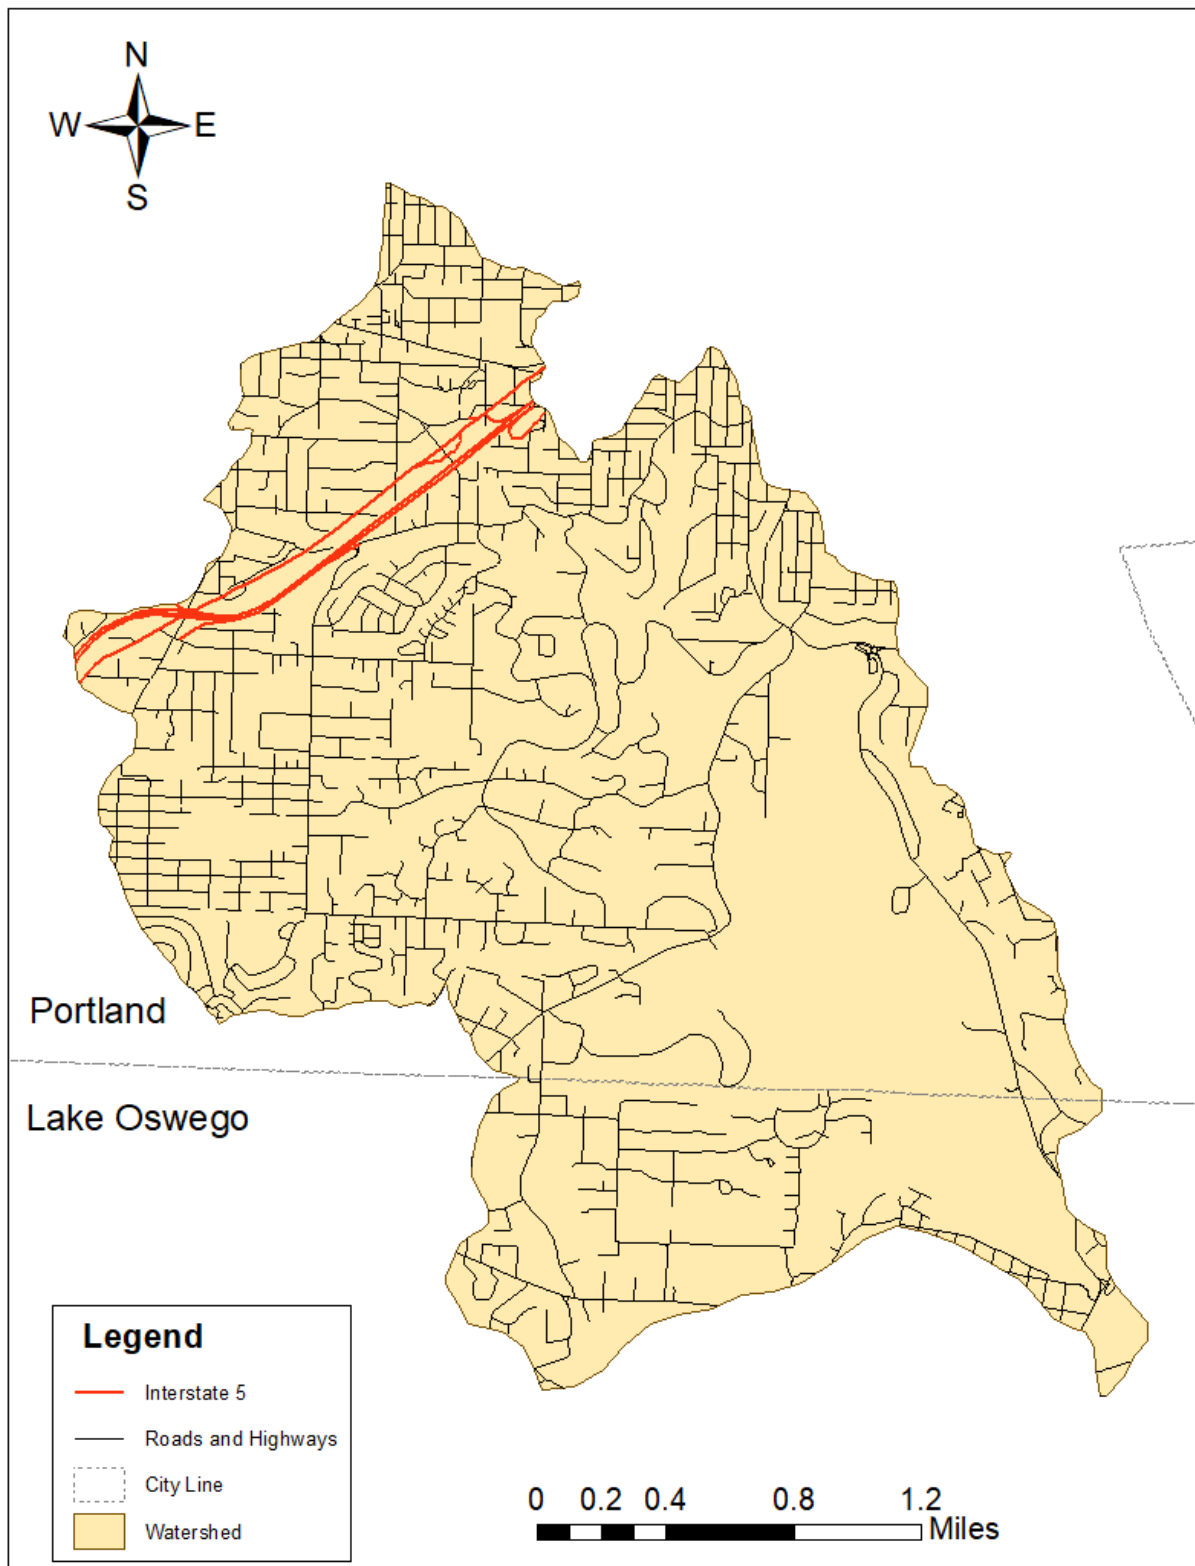 N
W E
S
Portland
Lake Oswego
Legend
Interstate 5
Roads and Highways
City Line
Watershed
0 0.2 0.4 0.8 1.2
Miles